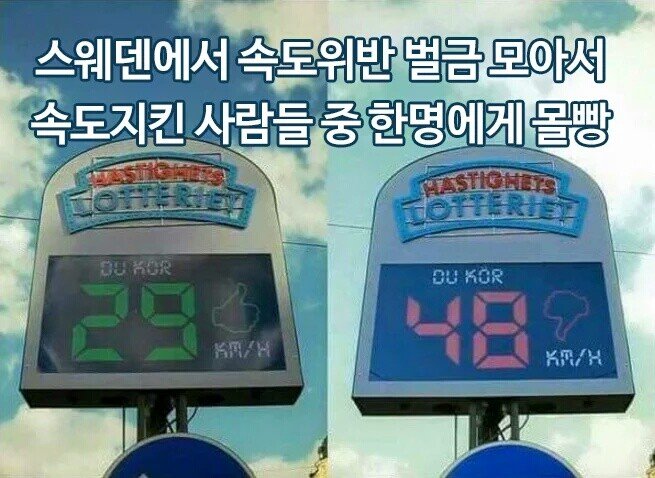 스웨덴에서 속도위반 벌금 모아서
속도지킨 사람들 중 한명에게 몰빵
HASTIGHETS
LOTTERIET
DU KÖR
29
KM/H
HASTIGHETS
LOTTERIET
DU KÖR
48
KM/H